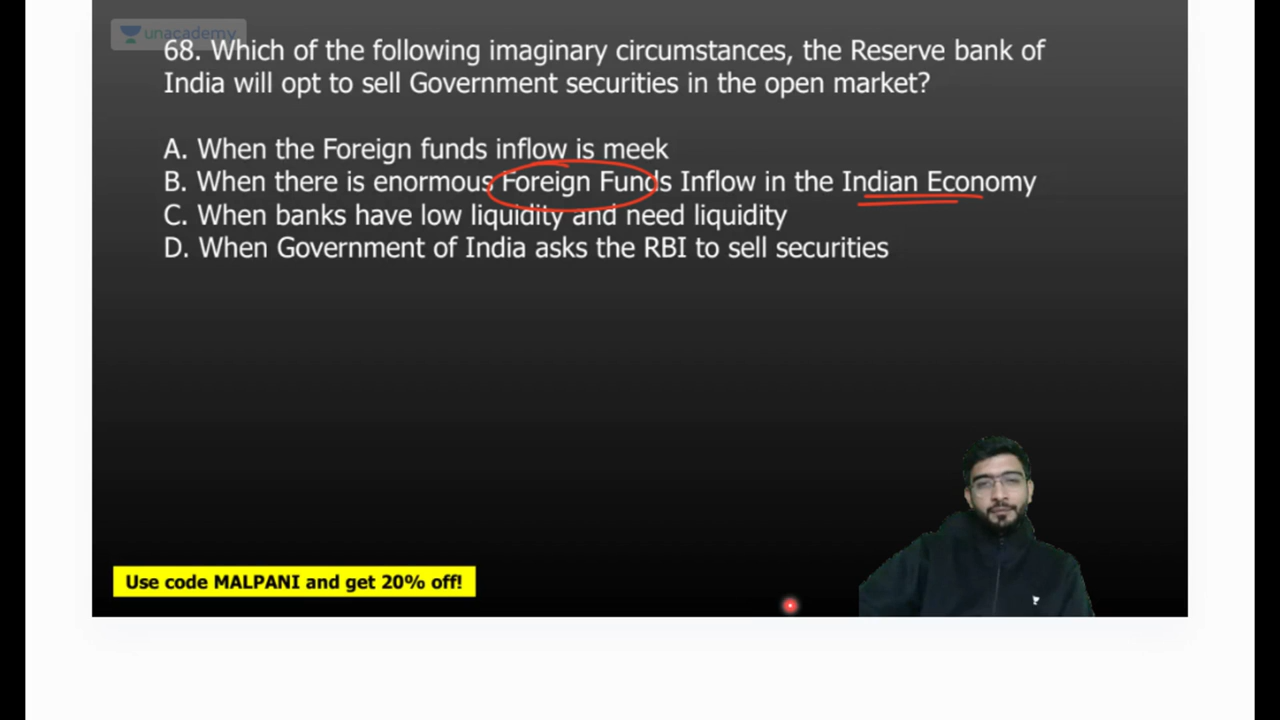 unacademy
68. Which of the following imaginary circumstances, the Reserve bank of
India will opt to sell Government securities in the open market?
A. When the Foreign funds inflow is meek
B. When there is enormous Foreign Funds Inflow in the Indian Economy
C. When banks have low liquidity and need liquidity
D. When Government of India asks the RBI to sell securities
Use code MALPANI and get 20% off!